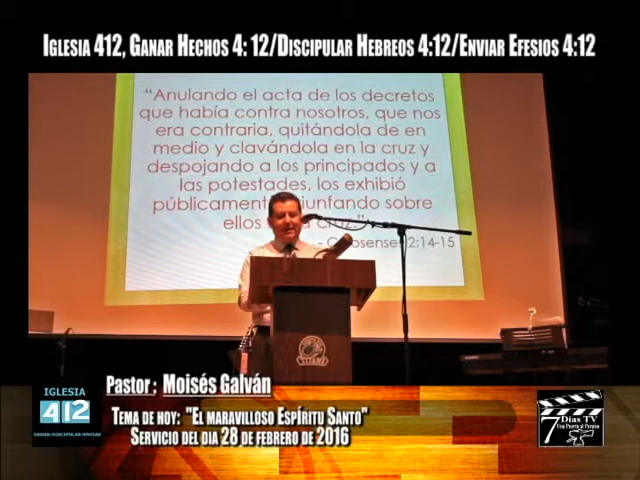 IGLESIA 412, GANAR HECHOS 4: 12/DISCIPULAR HEBREOS 4:12/ENVIAR EFESIOS 4:12
“Anulando el acta de los decretos
que había contra nosotros, que nos
era contraria, quitándola de en
medio y clavándola en la cruz y
despojando a los principados y a
las potestades, los exhibió
públicamente triunfando sobre
ellos cruz.”
2:14-15
Pastor: Moisés Galván
IGLESIA
412
GANAR•DISCIPULAR•ENVIAR
TEMA DE HOY: "EL MARAVILLOSO ESPÍRITU SANTO"
SERVICIO DEL DIA 28 DE FEBRERO DE 2016
7 Días TV